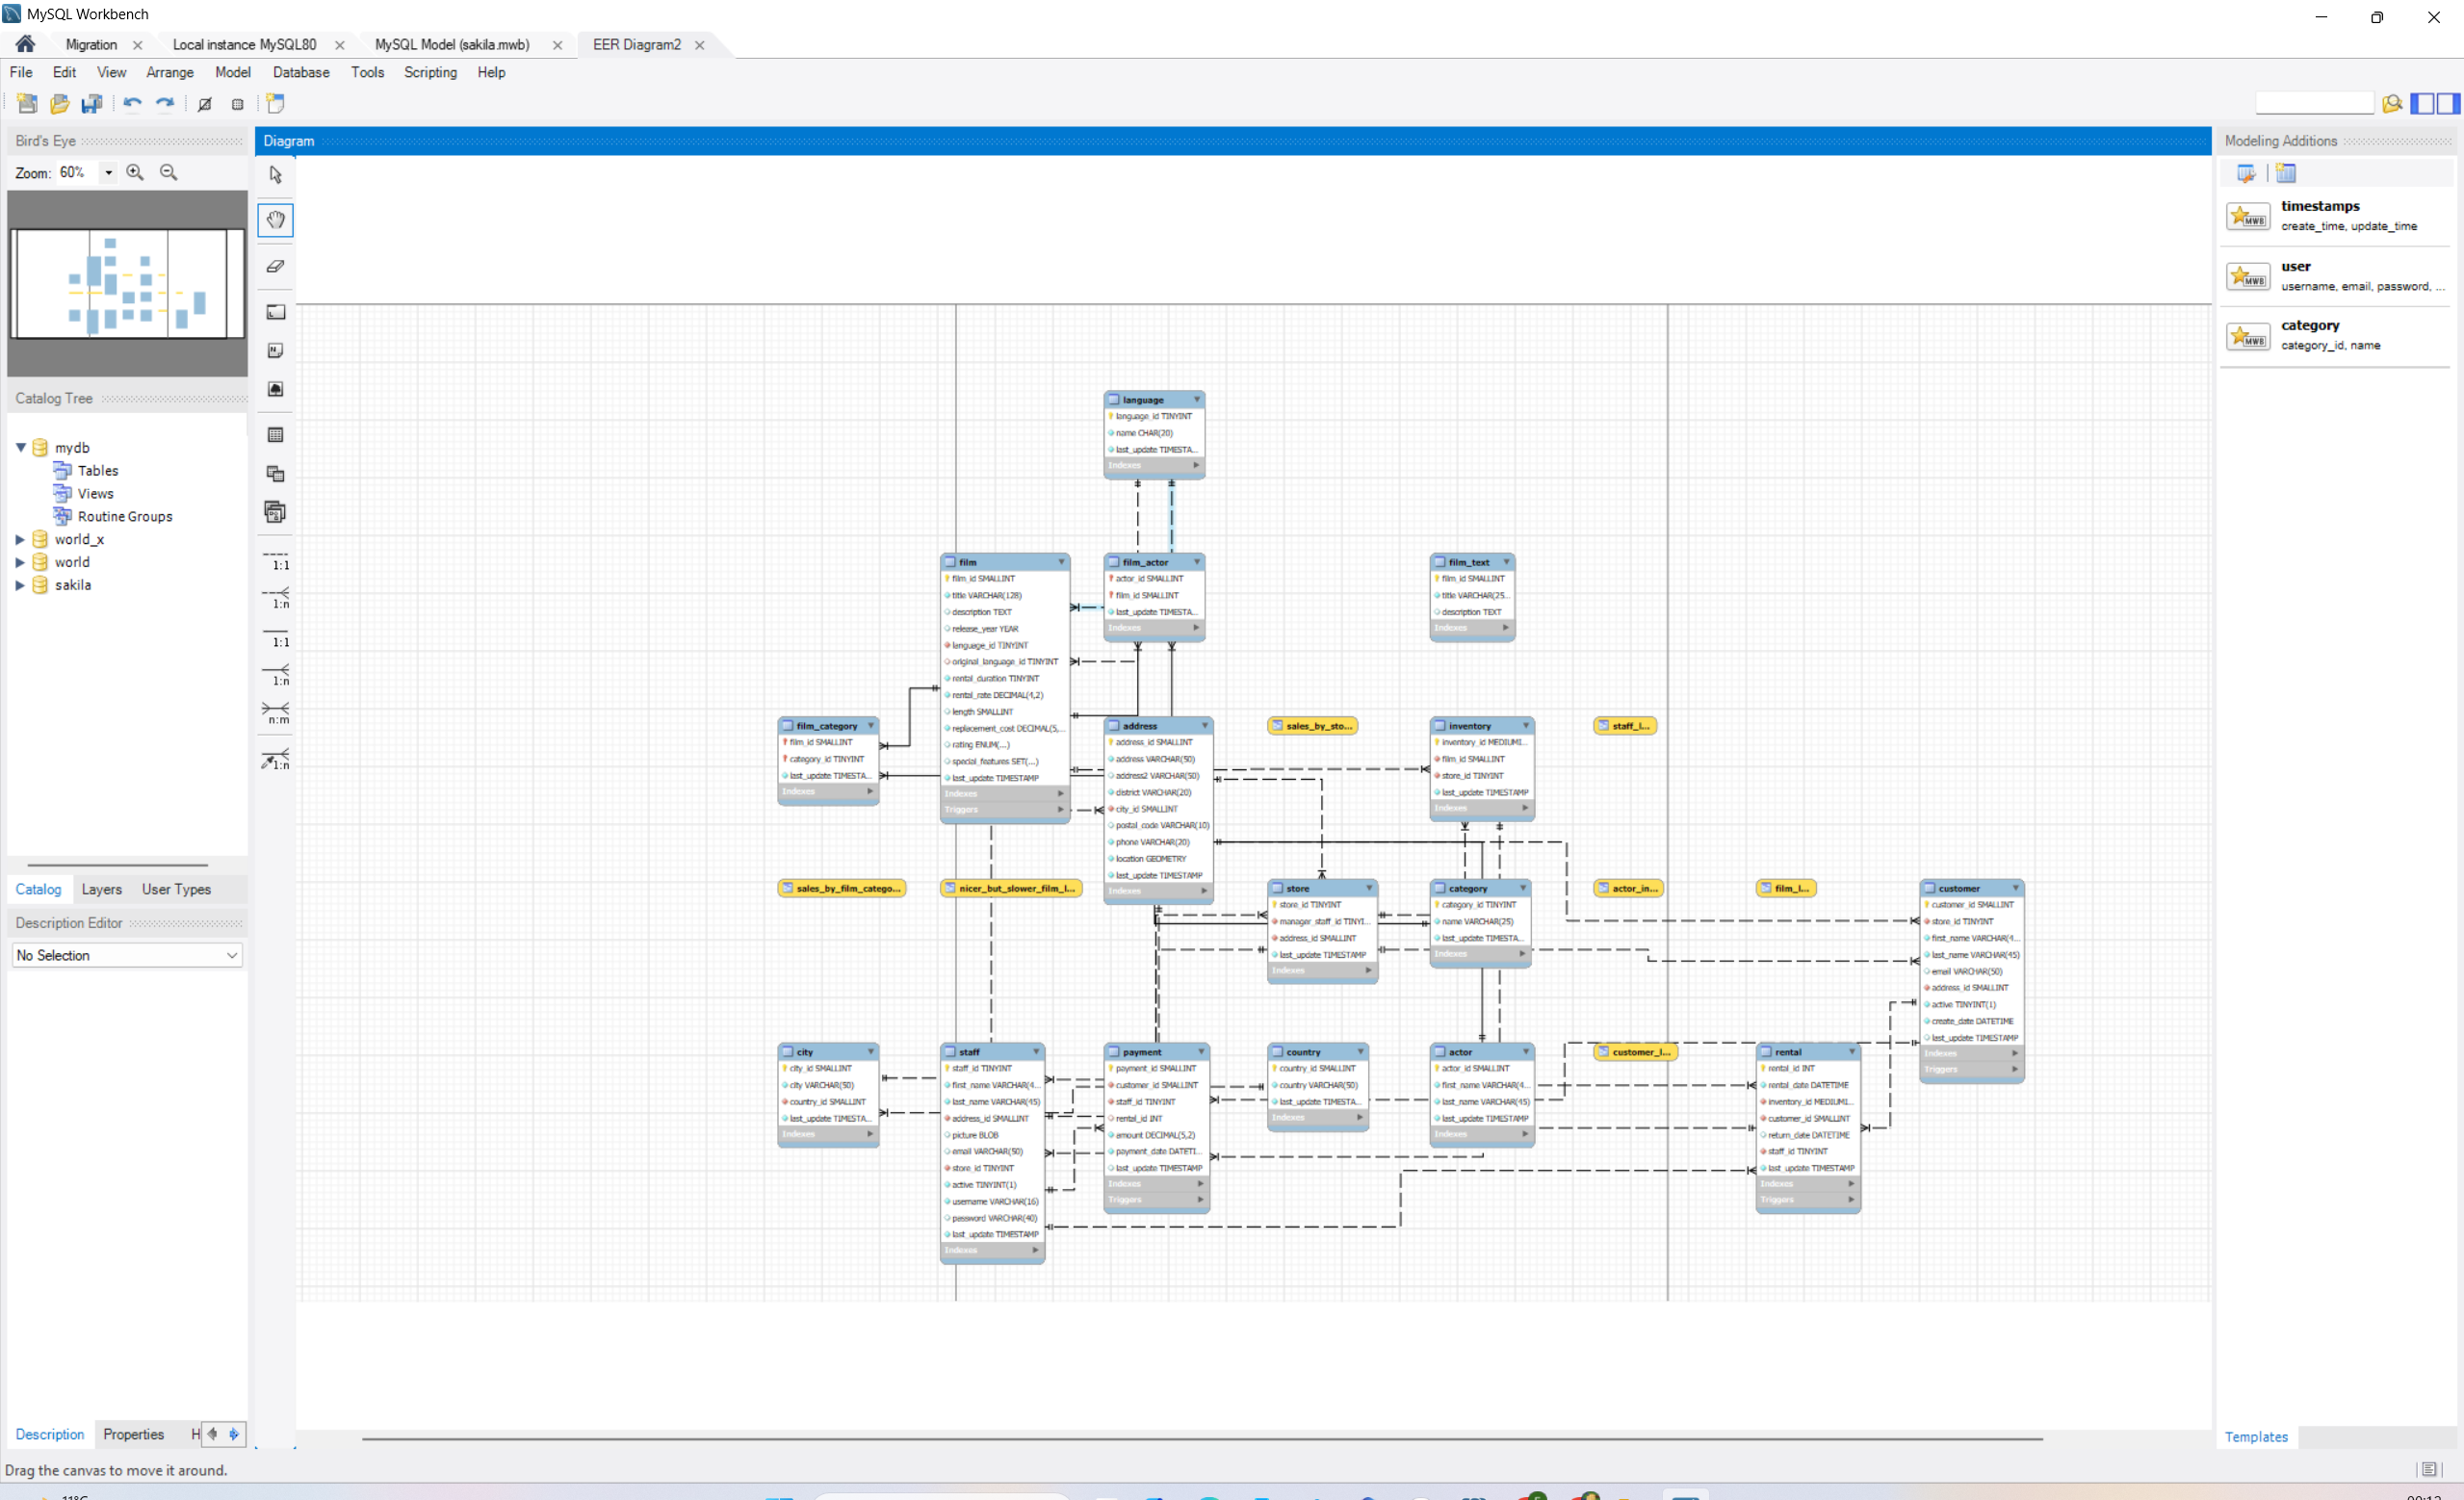 MySQL Workbench
Migration
Local instance MySQL80
MySQL Model (sakila.mwb)
EER Diagram2
File Edit View Arrange Model Database Tools Scripting Help
Bird's Eye
Zoom: 60%
Catalog Tree
mydb
Tables
Views
Routine Groups
world_x
world
sakila
Catalog Layers User Types
Description Editor
No Selection
Description Properties H
Drag the canvas to move it around.
Diagram
1:1
1:n
1:1
1:n
n:m
1:n
language
language_id TINYINT
name CHAR(20)
last_update TIMESTA...
Indexes
film
film_id SMALLINT
title VARCHAR(128)
description TEXT
release_year YEAR
language_id TINYINT
original_language_id TINYINT
rental_duration TINYINT
rental_rate DECIMAL(4,2)
length SMALLINT
replacement_cost DECIMAL(5,...
rating ENUM(...)
special_features SET(...)
last_update TIMESTAMP
Indexes
Triggers
film_actor
actor_id SMALLINT
film_id SMALLINT
last_update TIMESTA...
Indexes
film_text
film_id SMALLINT
title VARCHAR(25...
description TEXT
Indexes
film_category
film_id SMALLINT
category_id TINYINT
last_update TIMESTA...
Indexes
address
address_id SMALLINT
address VARCHAR(50)
address2 VARCHAR(50)
district VARCHAR(20)
city_id SMALLINT
postal_code VARCHAR(10)
phone VARCHAR(20)
location GEOMETRY
last_update TIMESTAMP
Indexes
sales_by_sto...
inventory
inventory_id MEDIUMI...
film_id SMALLINT
store_id TINYINT
last_update TIMESTAMP
Indexes
staff_l...
sales_by_film_catego...
nicer_but_slower_film_l...
store
store_id TINYINT
manager_staff_id TINYI...
address_id SMALLINT
last_update TIMESTAMP
Indexes
category
category_id TINYINT
name VARCHAR(25)
last_update TIMESTA...
Indexes
actor_in...
film_l...
customer
customer_id SMALLINT
store_id TINYINT
first_name VARCHAR(4...
last_name VARCHAR(45)
email VARCHAR(50)
address_id SMALLINT
active TINYINT(1)
create_date DATETIME
last_update TIMESTAMP
Indexes
Triggers
city
city_id SMALLINT
city VARCHAR(50)
country_id SMALLINT
last_update TIMESTA...
Indexes
staff
staff_id TINYINT
first_name VARCHAR(4...
last_name VARCHAR(45)
address_id SMALLINT
picture BLOB
email VARCHAR(50)
store_id TINYINT
active TINYINT(1)
username VARCHAR(16)
password VARCHAR(40)
last_update TIMESTAMP
Indexes
payment
payment_id SMALLINT
customer_id SMALLINT
staff_id TINYINT
rental_id INT
amount DECIMAL(5,2)
payment_date DATETI...
last_update TIMESTAMP
Indexes
Triggers
country
country_id SMALLINT
country VARCHAR(50)
last_update TIMESTA...
Indexes
actor
actor_id SMALLINT
first_name VARCHAR(4...
last_name VARCHAR(45)
last_update TIMESTAMP
Indexes
customer_l...
rental
rental_id INT
rental_date DATETIME
inventory_id MEDIUMI...
customer_id SMALLINT
return_date DATETIME
staff_id TINYINT
last_update TIMESTAMP
Indexes
Triggers
Modeling Additions
MWB
timestamps
create_time, update_time
MWB
user
username, email, password, ...
MWB
category
category_id, name
Templates